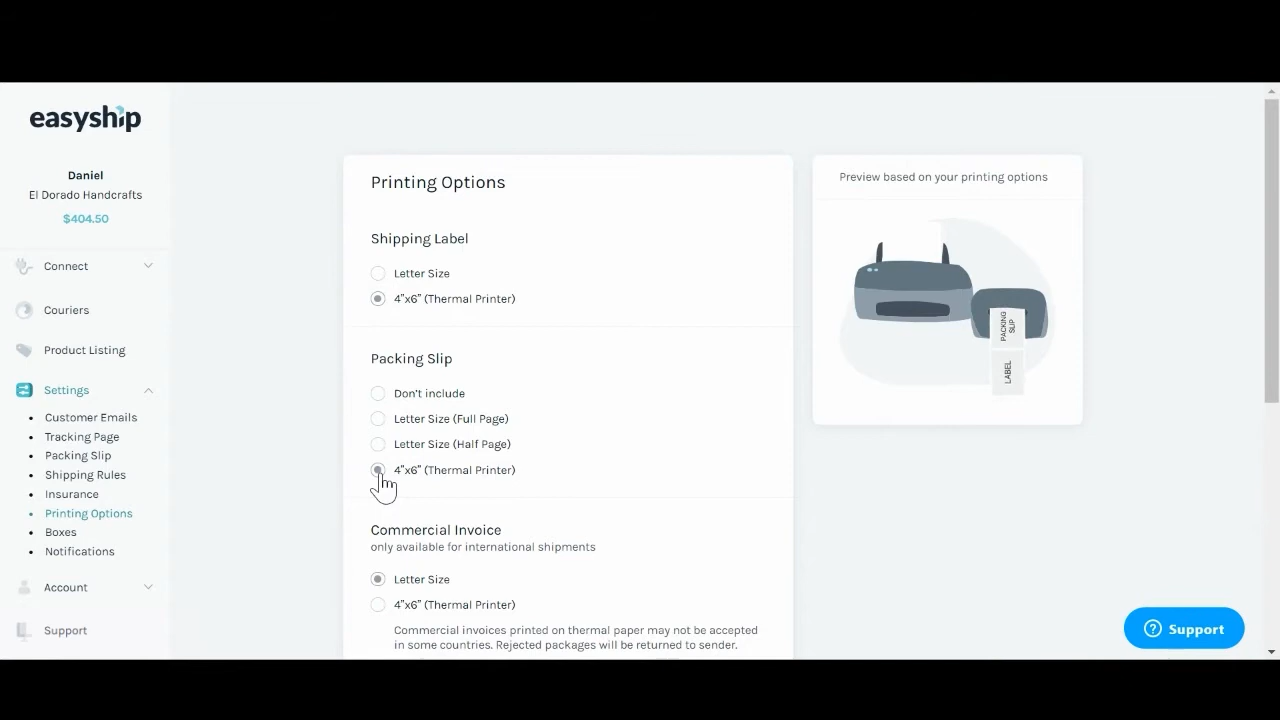 easyship
Daniel
El Dorado Handcrafts
$404.50
Connect
Couriers
Product Listing
Settings
Customer Emails
Tracking Page
Packing Slip
Shipping Rules
Insurance
Printing Options
Boxes
Notifications
Account
Support
Printing Options
Shipping Label
Letter Size
4"x6" (Thermal Printer)
Packing Slip
Don't include
Letter Size (Full Page)
Letter Size (Half Page)
4"x6" (Thermal Printer)
Commercial Invoice
only available for international shipments
Letter Size
4"x6" (Thermal Printer)
Commercial invoices printed on thermal paper may not be accepted
in some countries. Rejected packages will be returned to sender.
Preview based on your printing options
PACKING
SLIP
LABEL
Support